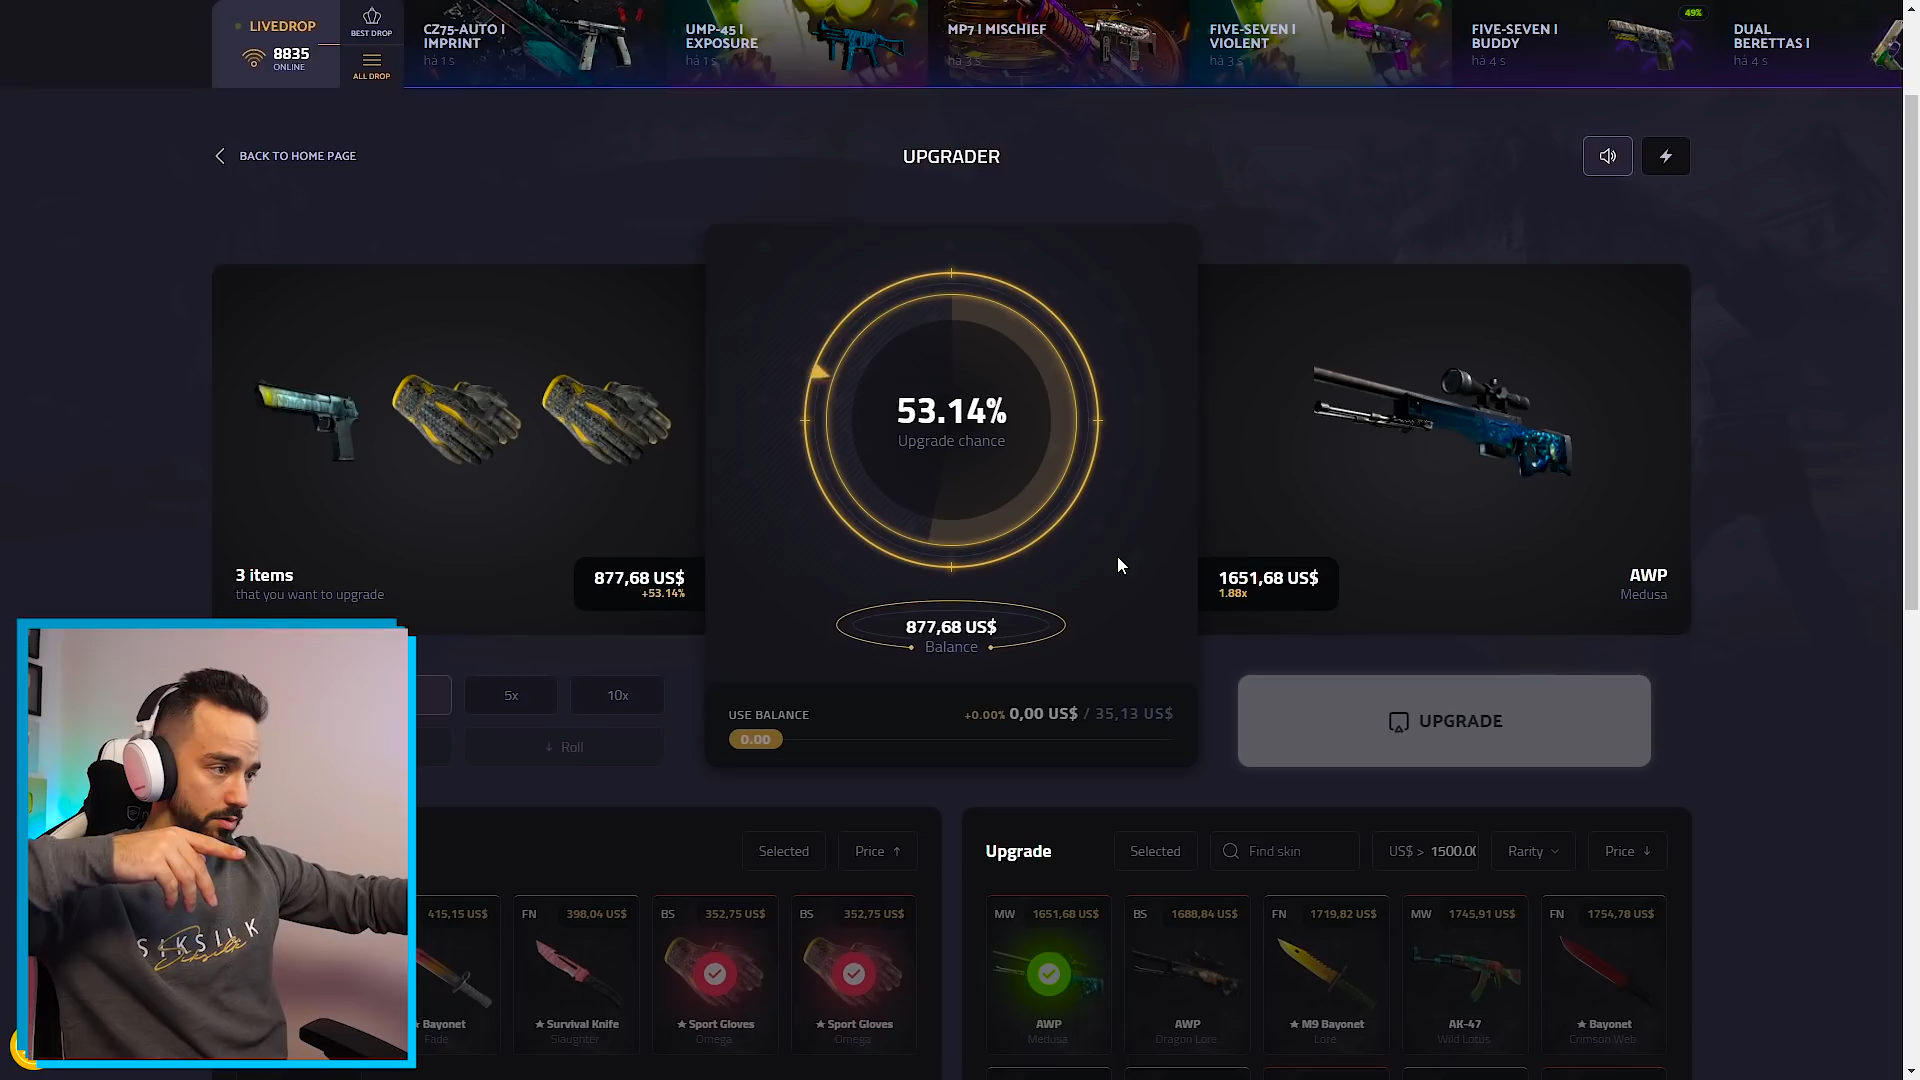 LIVEDROP
8835
ONLINE
BEST DROP
ALL DROP
CZ75-AUTO |
IMPRINT
há 1 s
UMP-45 |
EXPOSURE
há 1 s
MP7 | MISCHIEF
há 3 s
FIVE-SEVEN |
VIOLENT
há 3 s
FIVE-SEVEN |
BUDDY
há 4 s
49%
DUAL
BERETTAS |
há 4 s
BACK TO HOME PAGE
UPGRADER
53.14%
Upgrade chance
3 items
that you want to upgrade
877,68 US$
+53.14%
877,68 US$
Balance
1651,68 US$
1.88x
AWP
Medusa
5x
10x
Roll
USE BALANCE
+0.00% 0,00 US$ / 35,13 US$
0.00
UPGRADE
Selected
Price
415,15 US$
Bayonet
Fade
FN 398,04 US$
★ Survival Knife
Slaughter
BS 352,75 US$
★ Sport Gloves
Omega
BS 352,75 US$
★ Sport Gloves
Omega
Upgrade
Selected
Find skin
US$ > 1500.00
Rarity
Price
MW 1651,68 US$
AWP
Medusa
BS 1688,84 US$
AWP
Dragon Lore
FN 1719,82 US$
★ M9 Bayonet
Lore
MW 1745,91 US$
AK-47
Wild Lotus
FN 1754,78 US$
★ Bayonet
Crimson Web
SIKSILK